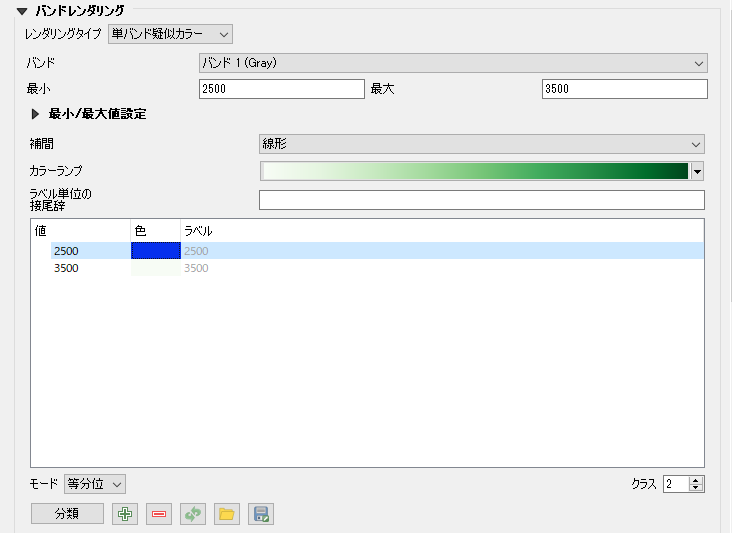 バンドレンダリング
レンダリングタイプ 単バンド疑似カラー
バンド バンド 1 (Gray)
最小 2500 最大 3500
最小/最大値設定
補間 線形
カラーランプ
ラベル単位の
接尾辞
値 色 ラベル
2500 2500
3500 3500
モード 等分位 クラス 2
分類